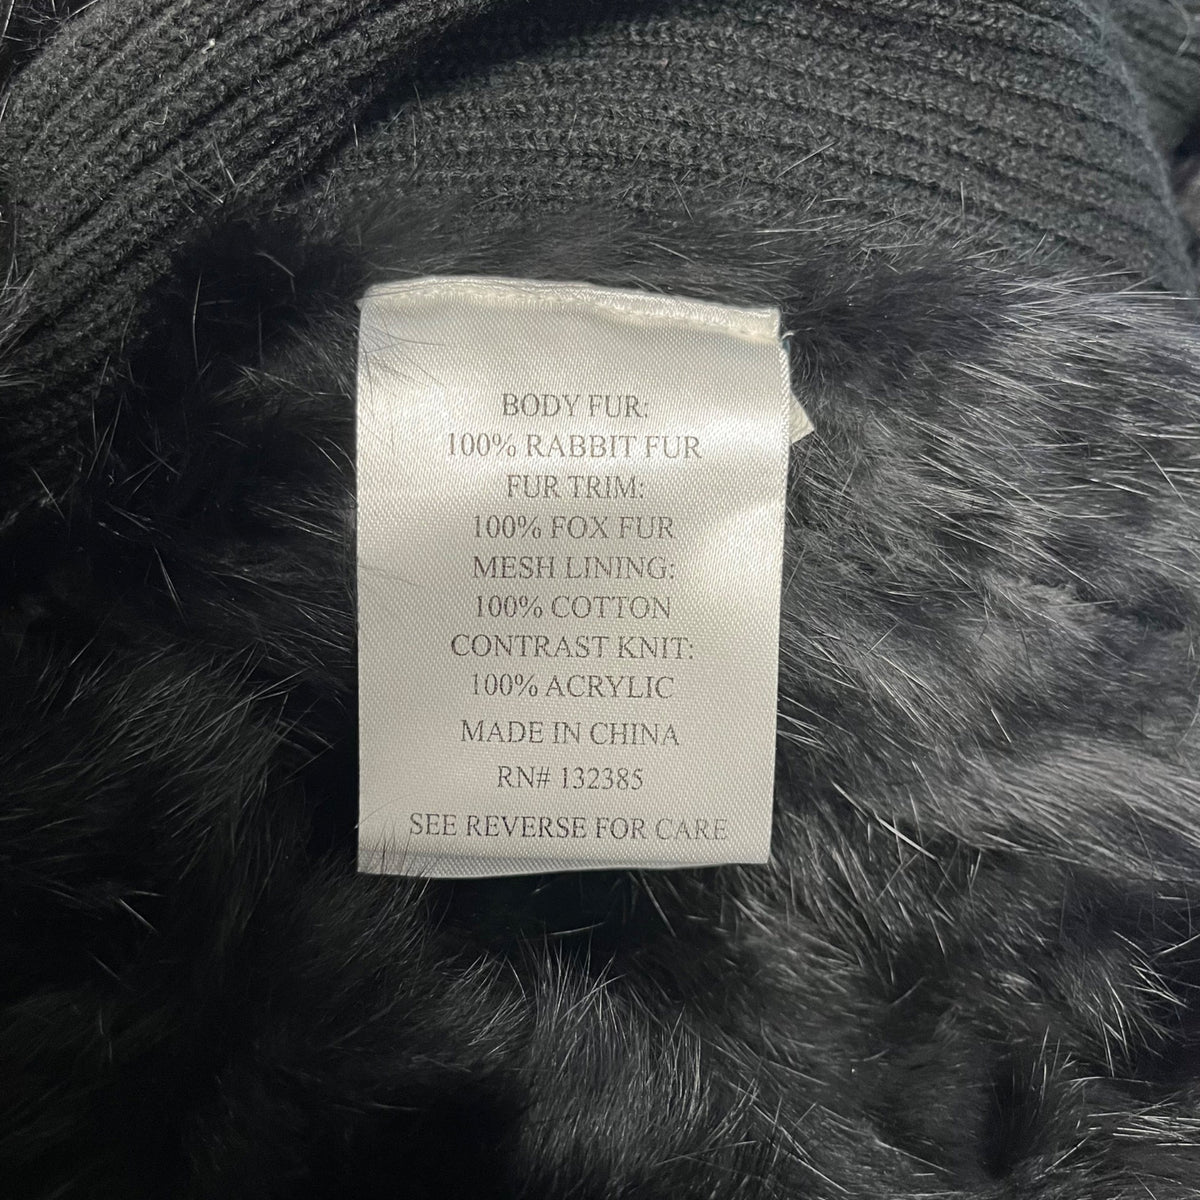 BODY FUR:
100% RABBIT FUR
FUR TRIM:
100% FOX FUR
MESH LINING:
100% COTTON
CONTRAST KNIT:
100% ACRYLIC
MADE IN CHINA
RN# 132385
SEE REVERSE FOR CARE